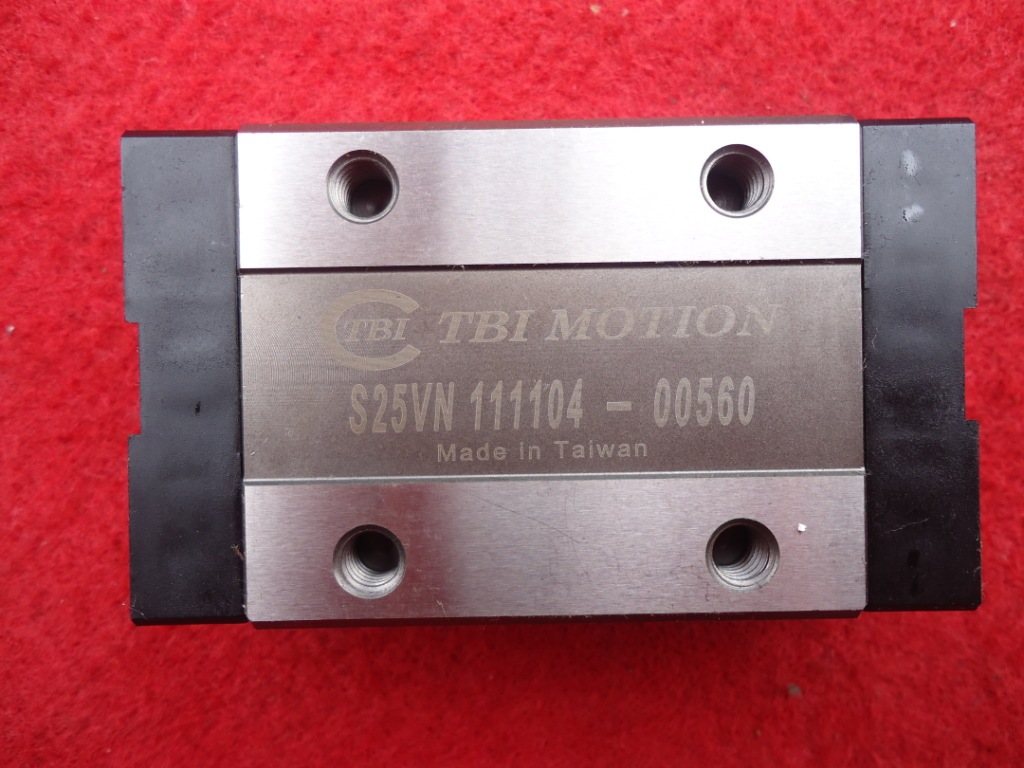 TBI TBI MOTION
S25VN 111104 - 00560
Made in Taiwan